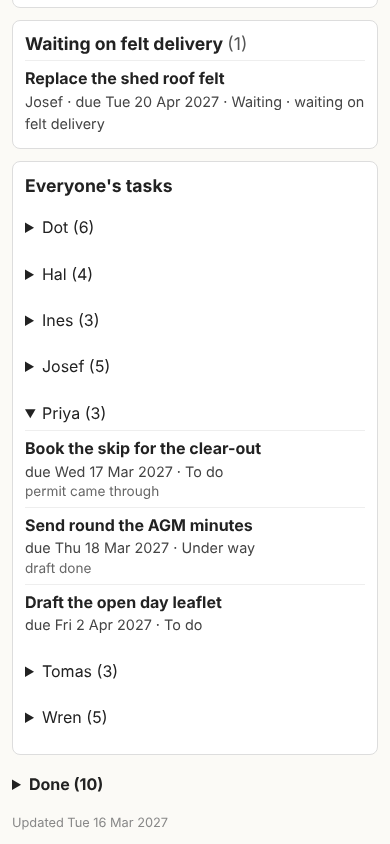 Waiting on felt delivery (1)
Replace the shed roof felt
Josef · due Tue 20 Apr 2027 · Waiting · waiting on
felt delivery
Everyone's tasks
Dot (6)
Hal (4)
Ines (3)
Josef (5)
Priya (3)
Book the skip for the clear-out
due Wed 17 Mar 2027 · To do
permit came through
Send round the AGM minutes
due Thu 18 Mar 2027 · Under way
draft done
Draft the open day leaflet
due Fri 2 Apr 2027 · To do
Tomas (3)
Wren (5)
Done (10)
Updated Tue 16 Mar 2027